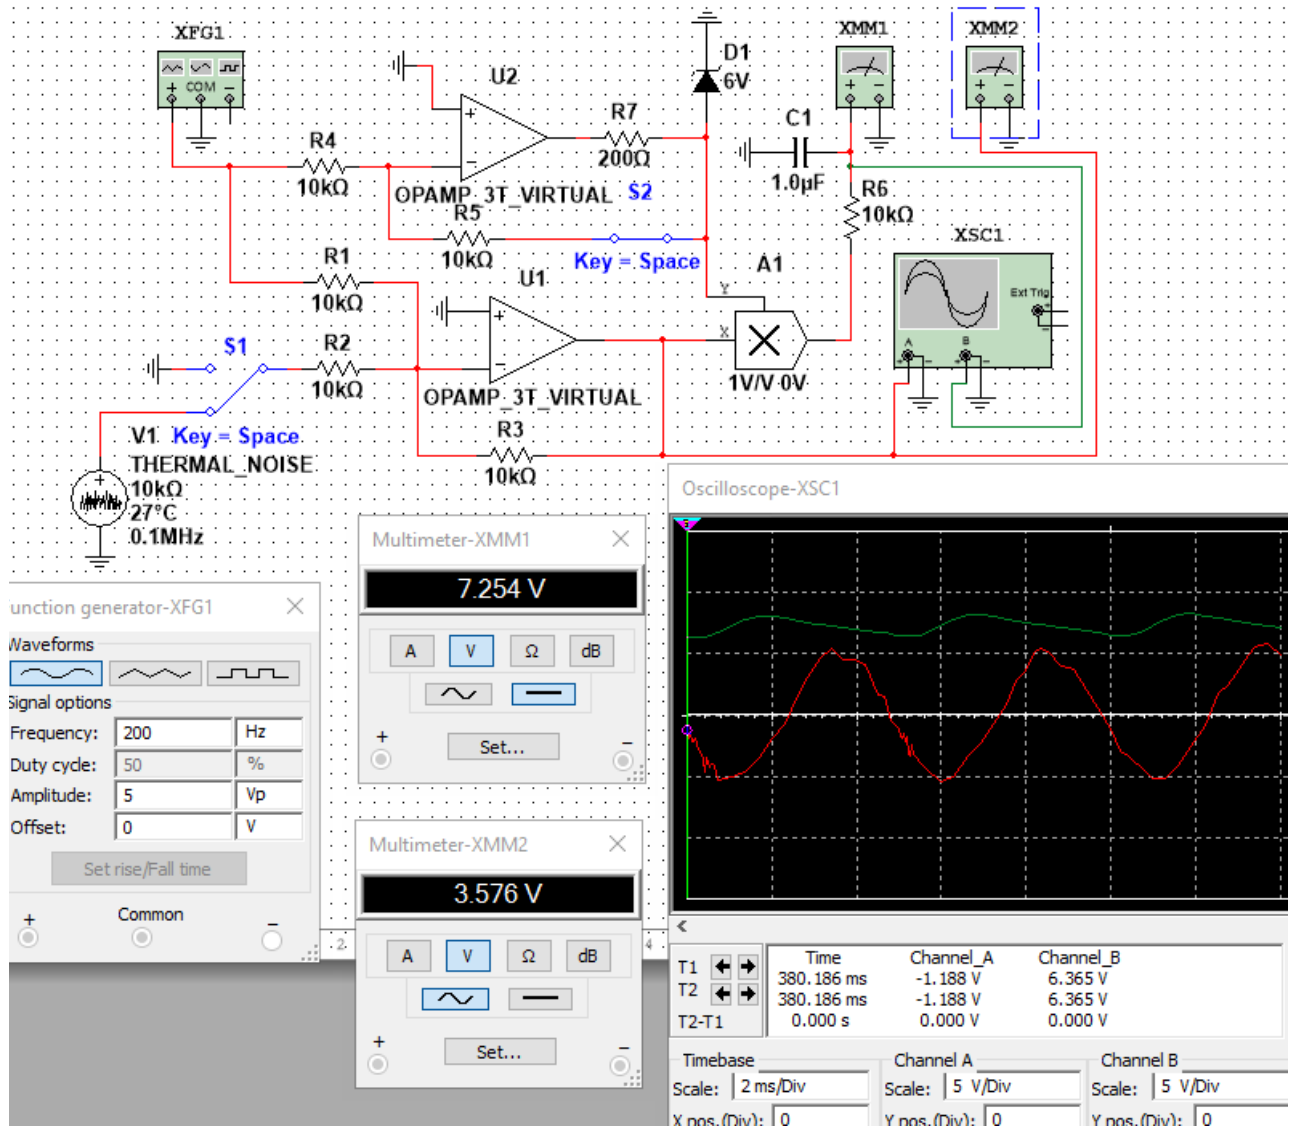 XFG1
COM
+ −
U2
R4
10kΩ
R7
200Ω
D1
6V
XMM1
XMM2
+ −
+ −
C1
1.0µF
OPAMP_3T_VIRTUAL
S2
R5
10kΩ
Key = Space
R6
10kΩ
XSC1
Ext Trig
A B
R1
10kΩ
U1
A1
Y
X
1V/V 0V
S1
R2
10kΩ
OPAMP_3T_VIRTUAL
R3
10kΩ
V1 Key = Space
THERMAL_NOISE
10kΩ
27°C
0.1MHz
Oscilloscope-XSC1
Multimeter-XMM1
7.254 V
A V Ω dB
Set...
+ −
unction generator-XFG1
Waveforms
Signal options
Frequency: 200 Hz
Duty cycle: 50 %
Amplitude: 5 Vp
Offset: 0 V
Set rise/Fall time
+ Common −
2
4
Multimeter-XMM2
3.576 V
A V Ω dB
Set...
+ −
Time Channel_A Channel_B
T1 380.186 ms -1.188 V 6.365 V
T2 380.186 ms -1.188 V 6.365 V
T2-T1 0.000 s 0.000 V 0.000 V
Timebase
Scale: 2 ms/Div
X pos.(Div): 0
Channel A
Scale: 5 V/Div
Y pos.(Div): 0
Channel B
Scale: 5 V/Div
Y pos.(Div): 0